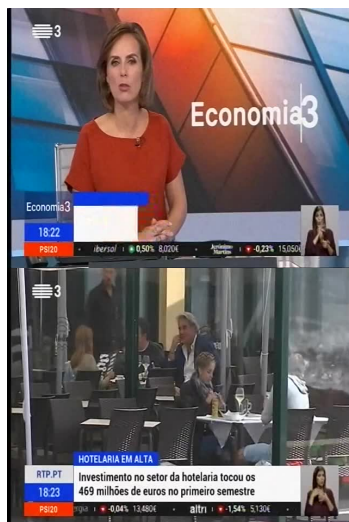 3
Economia3
Economia3
18:22
PSI20 ibersol 0,50% 8,020€ Jerónimo Martins -0,23% 15,050€
3
HOTELARIA EM ALTA
RTP.PT
Investimento no setor da hotelaria tocou os
469 milhões de euros no primeiro semestre
18:23
PSI20 -0,04% 13,480€ altri -1,54% 5,130€